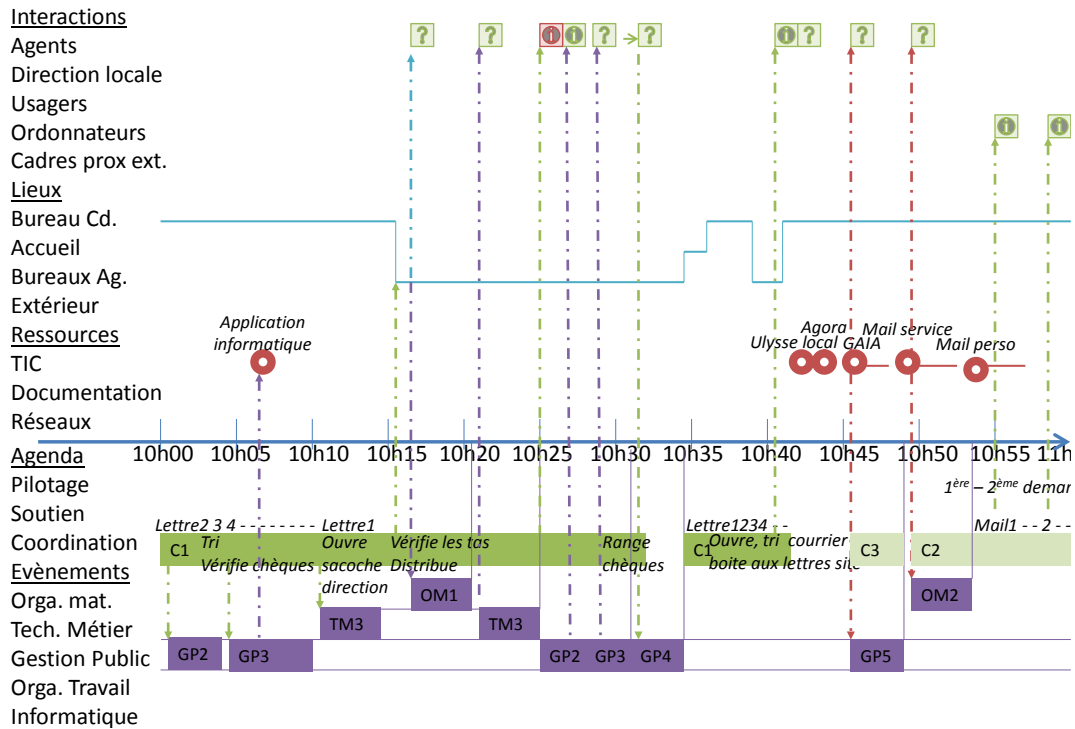 Interactions
Agents
Direction locale
Usagers
Ordonnateurs
Cadres prox ext.
Lieux
Bureau Cd.
Accueil
Bureaux Ag.
Extérieur
Ressources
Application
informatique
Agora
Ulysse local GAIA
Mail service
Mail perso
TIC
Documentation
Réseaux
Agenda
10h00 10h05 10h10 10h15 10h20 10h25 10h30 10h35 10h40 10h45 10h50 10h55 11h
Pilotage
1ère – 2ème demar
Soutien
Lettre2 3 4 - - - - - - - - - Lettre1 Lettre1234 - - Mail1 - - 2 - -
Coordination
C1 Tri
Vérifie chèques
Ouvre
sacoche
direction
Vérifie les tas
Distribue
Range
chèques
C1 Ouvre, tri courrier
boite aux lettres site
C3
C2
Evènements
Orga. mat.
OM1 OM2
Tech. Métier
TM3 TM3
Gestion Public
GP2 GP3 GP2 GP3 GP4 GP5
Orga. Travail
Informatique